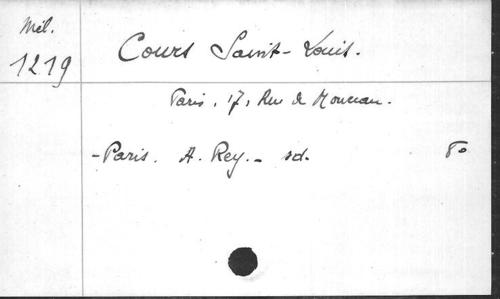 Mél.
1219
Cours Saint-Louis.
Paris, 17, Rue de Monceau.
- Paris. A. Rey. - sd. 8°